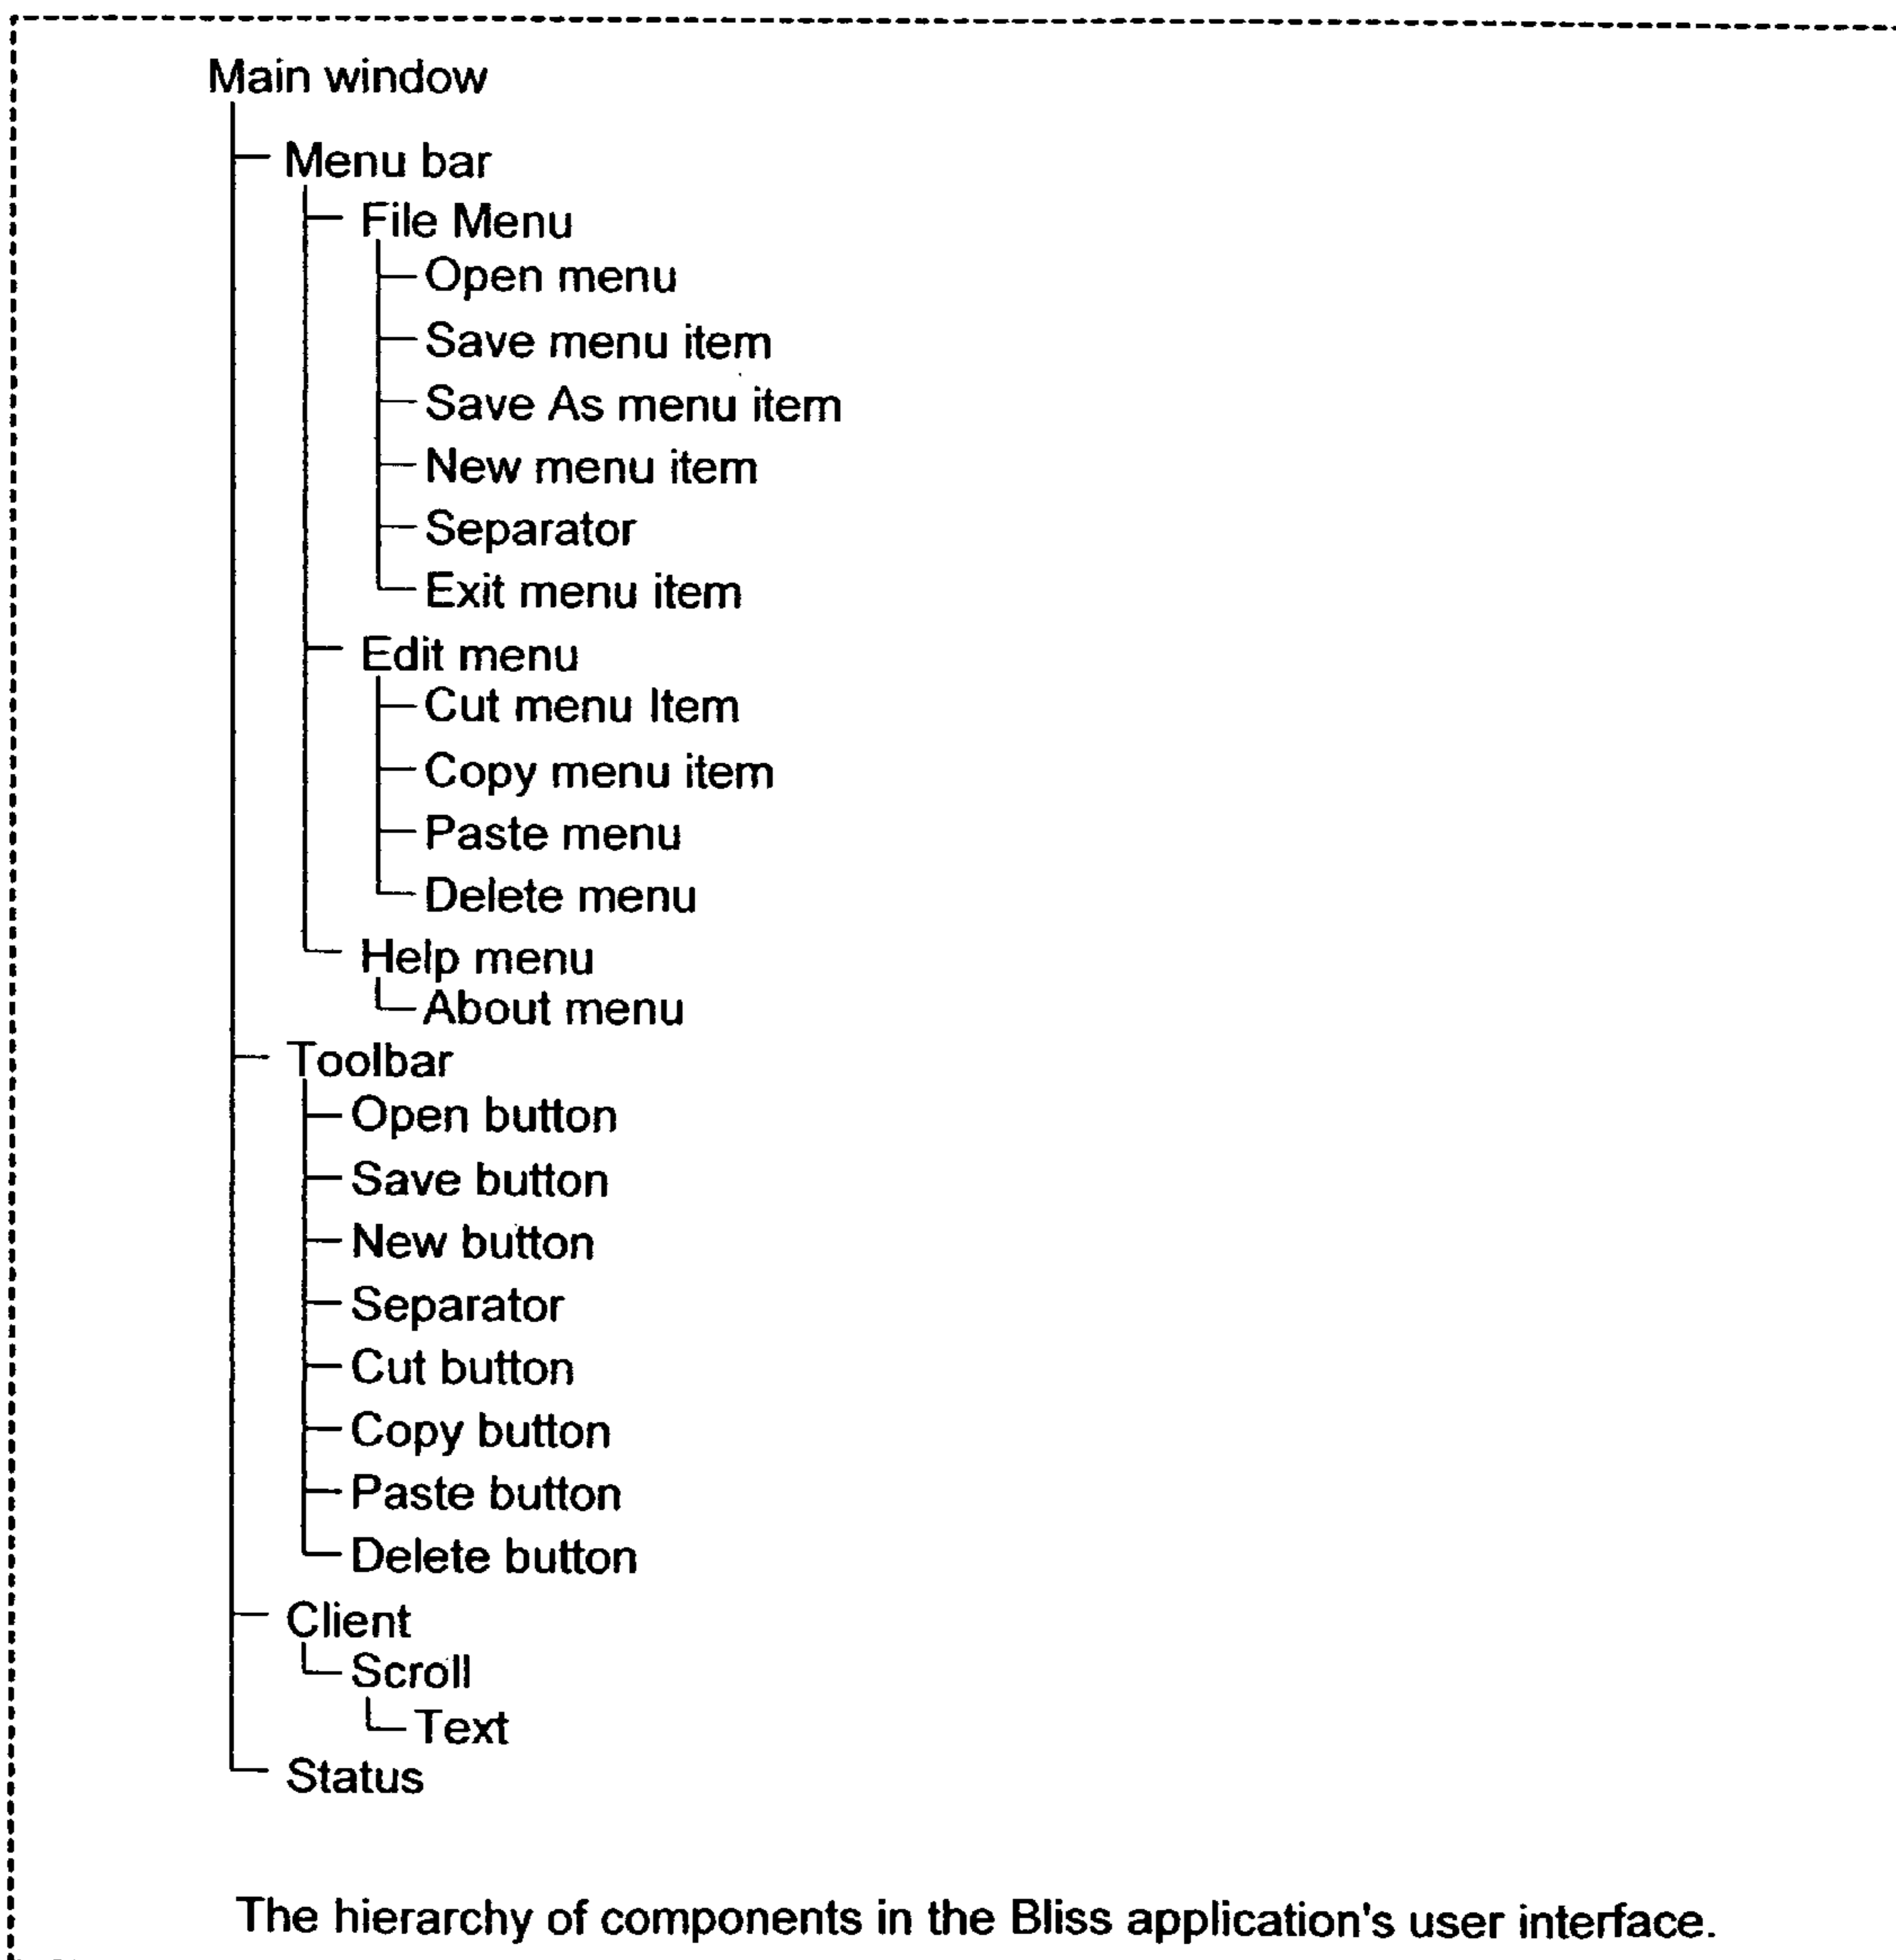 Main window
Menu bar
File Menu
Open menu
Save menu item
Save As menu item
New menu item
Separator
Exit menu item
Edit menu
Cut menu Item
Copy menu item
Paste menu
Delete menu
Help menu
About menu
Toolbar
Open button
Save button
New button
Separator
Cut button
Copy button
Paste button
Delete button
Client
Scroll
Text
Status
The hierarchy of components in the Bliss application's user interface.